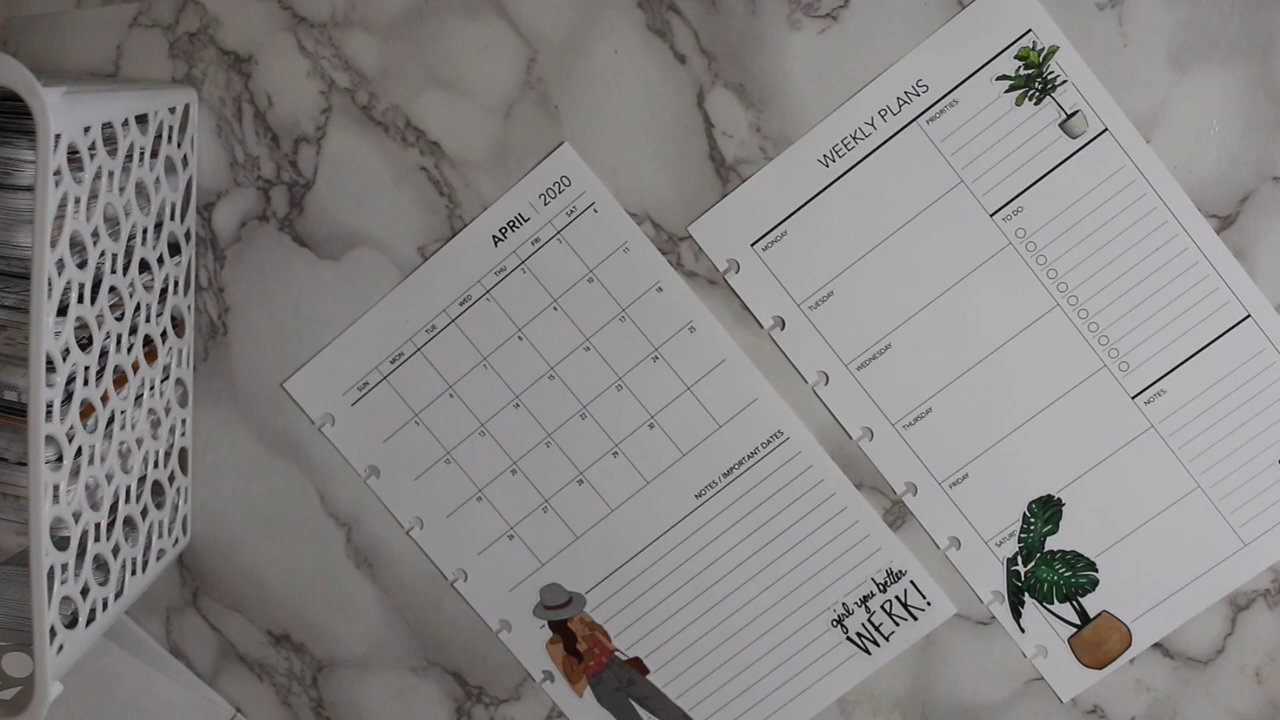 APRIL | 2020
SUN MON TUE WED THU FRI SAT
1 2 3 4
5 6 7 8 9 10 11
12 13 14 15 16 17 18
19 20 21 22 23 24 25
26 27 28 29 30
NOTES / IMPORTANT DATES
girl you better
WERK!
WEEKLY PLANS
MONDAY
TUESDAY
WEDNESDAY
THURSDAY
FRIDAY
PRIORITIES:
TO DO:
NOTES: